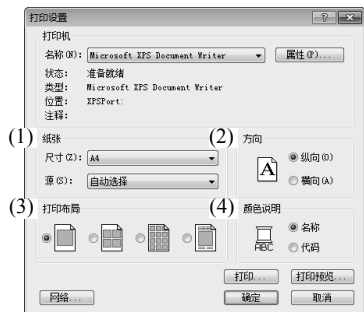 打印设置
打印机
名称(N): Microsoft XPS Document Writer 属性(P)...
状态: 准备就绪
类型: Microsoft XPS Document Writer
位置: XPSPort:
注释:
(1) 纸张
尺寸(Z): A4
源(S): 自动选择
(2) 方向
A
纵向(O)
横向(A)
(3) 打印布局
(4) 颜色说明
ABC
名称
代码
打印... 打印预览...
网络... 确定 取消